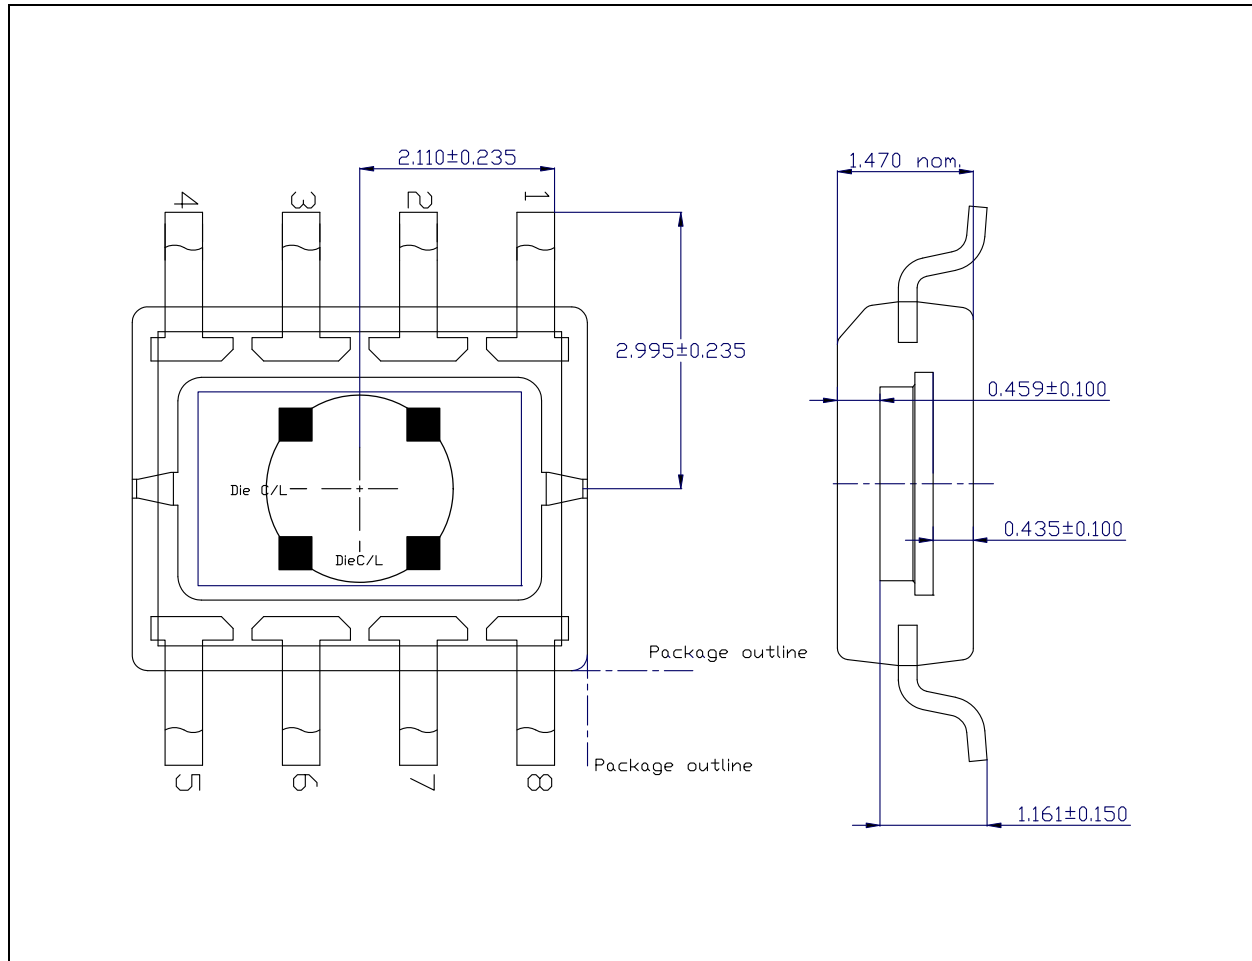 2.110±0.235
1.470 nom.
4
3
2
1
2.995±0.235
0.459±0.100
Die C/L
0.435±0.100
DieC/L
Package outline
Package outline
5
6
7
8
1.161±0.150